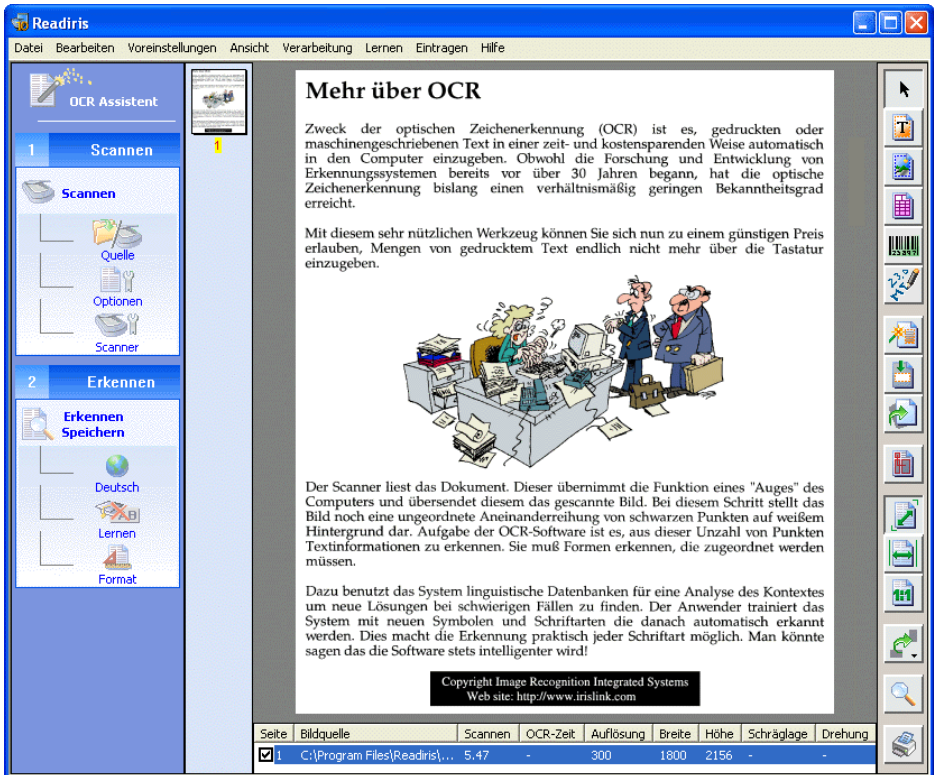 Readiris
Datei Bearbeiten Voreinstellungen Ansicht Verarbeitung Lernen Eintragen Hilfe
OCR Assistent
1 Scannen
Scannen
Quelle
Optionen
Scanner
2 Erkennen
Erkennen
Speichern
Deutsch
Lernen
Format
1
Mehr über OCR
Zweck der optischen Zeichenerkennung (OCR) ist es, gedruckten oder
maschinengeschriebenen Text in einer zeit- und kostensparenden Weise automatisch
in den Computer einzugeben. Obwohl die Forschung und Entwicklung von
Erkennungssystemen bereits vor über 30 Jahren begann, hat die optische
Zeichenerkennung bislang einen verhältnismäßig geringen Bekanntheitsgrad
erreicht.
Mit diesem sehr nützlichen Werkzeug können Sie sich nun zu einem günstigen Preis
erlauben, Mengen von gedrucktem Text endlich nicht mehr über die Tastatur
einzugeben.
Der Scanner liest das Dokument. Dieser übernimmt die Funktion eines "Auges" des
Computers und übersendet diesem das gescannte Bild. Bei diesem Schritt stellt das
Bild noch eine ungeordnete Aneinanderreihung von schwarzen Punkten auf weißem
Hintergrund dar. Aufgabe der OCR-Software ist es, aus dieser Unzahl von Punkten
Textinformationen zu erkennen. Sie muß Formen erkennen, die zugeordnet werden
müssen.
Dazu benutzt das System linguistische Datenbanken für eine Analyse des Kontextes
um neue Lösungen bei schwierigen Fällen zu finden. Der Anwender trainiert das
System mit neuen Symbolen und Schriftarten die danach automatisch erkannt
werden. Dies macht die Erkennung praktisch jeder Schriftart möglich. Man könnte
sagen das die Software stets intelligenter wird!
Copyright Image Recognition Integrated Systems
Web site: http://www.irislink.com
Seite Bildquelle Scannen OCR-Zeit Auflösung Breite Höhe Schräglage Drehung
1 C:\Program Files\Readiris\... 5.47 - 300 1800 2156 - -
T
1:1